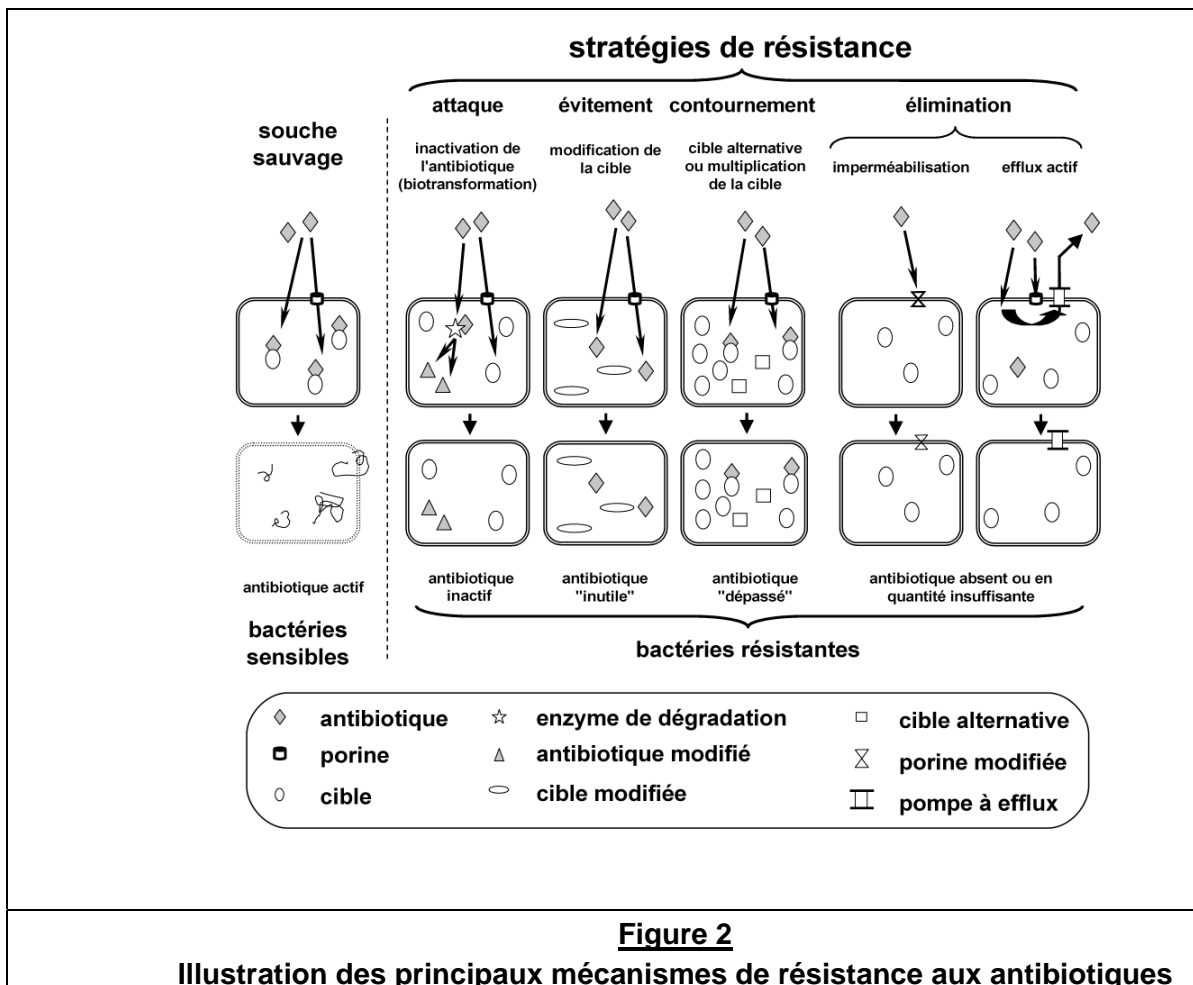 stratégies de résistance
souche
sauvage
attaque
inactivation de
l'antibiotique
(biotransformation)
évitement
modification de
la cible
contournement
cible alternative
ou multiplication
de la cible
élimination
imperméabilisation
efflux actif
antibiotique actif
bactéries
sensibles
antibiotique
inactif
antibiotique
"inutile"
antibiotique
"dépassé"
antibiotique absent ou en
quantité insuffisante
bactéries résistantes
antibiotique
porine
cible
enzyme de dégradation
antibiotique modifié
cible modifiée
cible alternative
porine modifiée
pompe à efflux
Figure 2
Illustration des principaux mécanismes de résistance aux antibiotiques